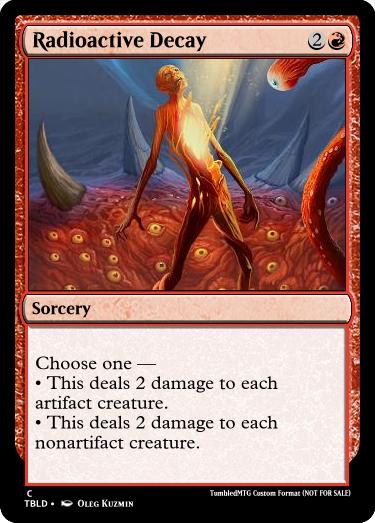 Radioactive Decay 2
Sorcery
Choose one —
• This deals 2 damage to each
artifact creature.
• This deals 2 damage to each
nonartifact creature.
C
TBLD • Oleg Kuzmin
TumbledMTG Custom Format (NOT FOR SALE)